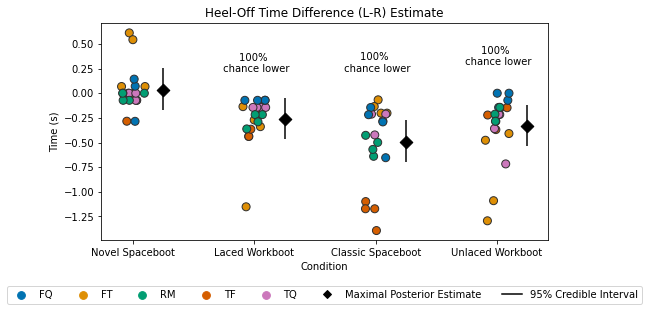 Heel-Off Time Difference (L-R) Estimate
Time (s)
0.50
0.25
0.00
−0.25
−0.50
−0.75
−1.00
−1.25
100%
chance lower
100%
chance lower
100%
chance lower
Novel Spaceboot
Laced Workboot
Classic Spaceboot
Unlaced Workboot
Condition
FQ
FT
RM
TF
TQ
Maximal Posterior Estimate
95% Credible Interval